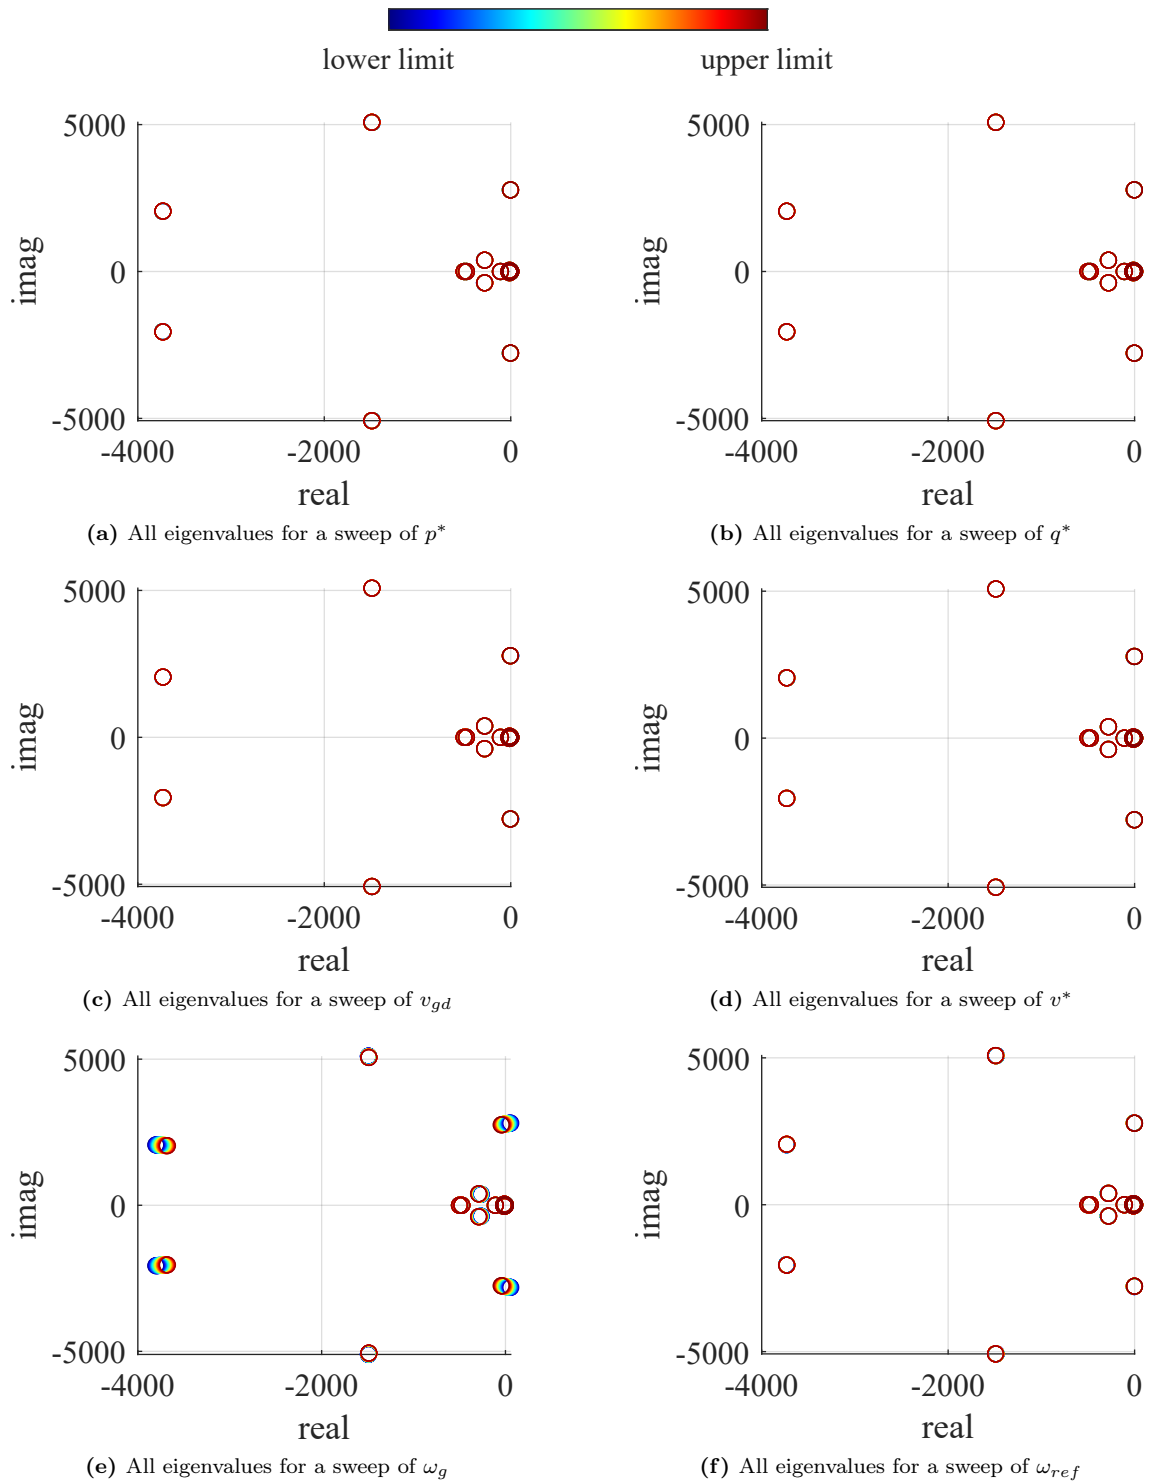 lower limit upper limit
5000 5000
imag 0 imag 0
-5000 -5000
-4000 -2000 0 -4000 -2000 0
real real
(a) All eigenvalues for a sweep of p* (b) All eigenvalues for a sweep of q*
5000 5000
imag 0 imag 0
-5000 -5000
-4000 -2000 0 -4000 -2000 0
real real
(c) All eigenvalues for a sweep of v_{gd} (d) All eigenvalues for a sweep of v*
5000 5000
imag 0 imag 0
-5000 -5000
-4000 -2000 0 -4000 -2000 0
real real
(e) All eigenvalues for a sweep of ω_g (f) All eigenvalues for a sweep of ω_{ref}